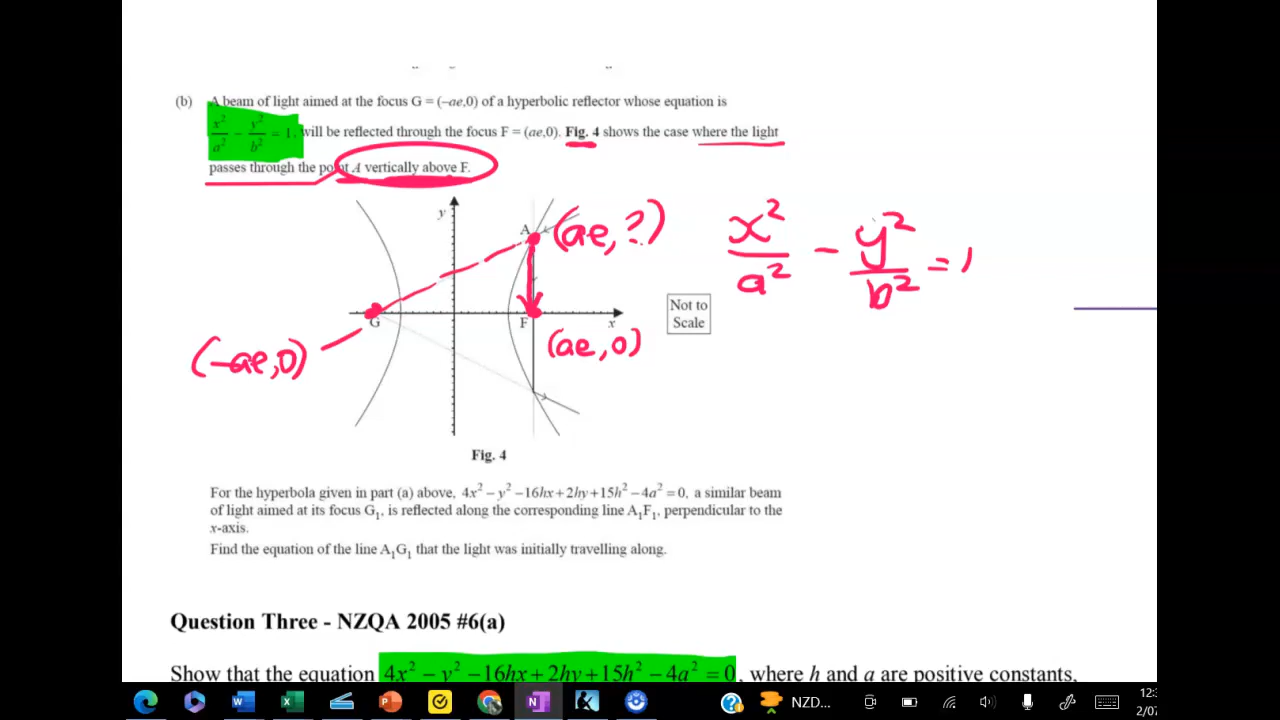 (b) A beam of light aimed at the focus G = (−ae,0) of a hyperbolic reflector whose equation is
x²/a² − y²/b² = 1, will be reflected through the focus F = (ae,0). Fig. 4 shows the case where the light
passes through the point A vertically above F.
y
A
(ae, ?)
x²/a² − y²/b² = 1
G
F
x
Not to
Scale
(−ae,0)
(ae, 0)
Fig. 4
For the hyperbola given in part (a) above, 4x² − y² − 16hx + 2hy + 15h² − 4a² = 0, a similar beam
of light aimed at its focus G₁, is reflected along the corresponding line A₁F₁, perpendicular to the
x-axis.
Find the equation of the line A₁G₁ that the light was initially travelling along.
Question Three - NZQA 2005 #6(a)
Show that the equation 4x² − y² − 16hx + 2hy + 15h² − 4a² = 0, where h and a are positive constants,
NZD...
2/07